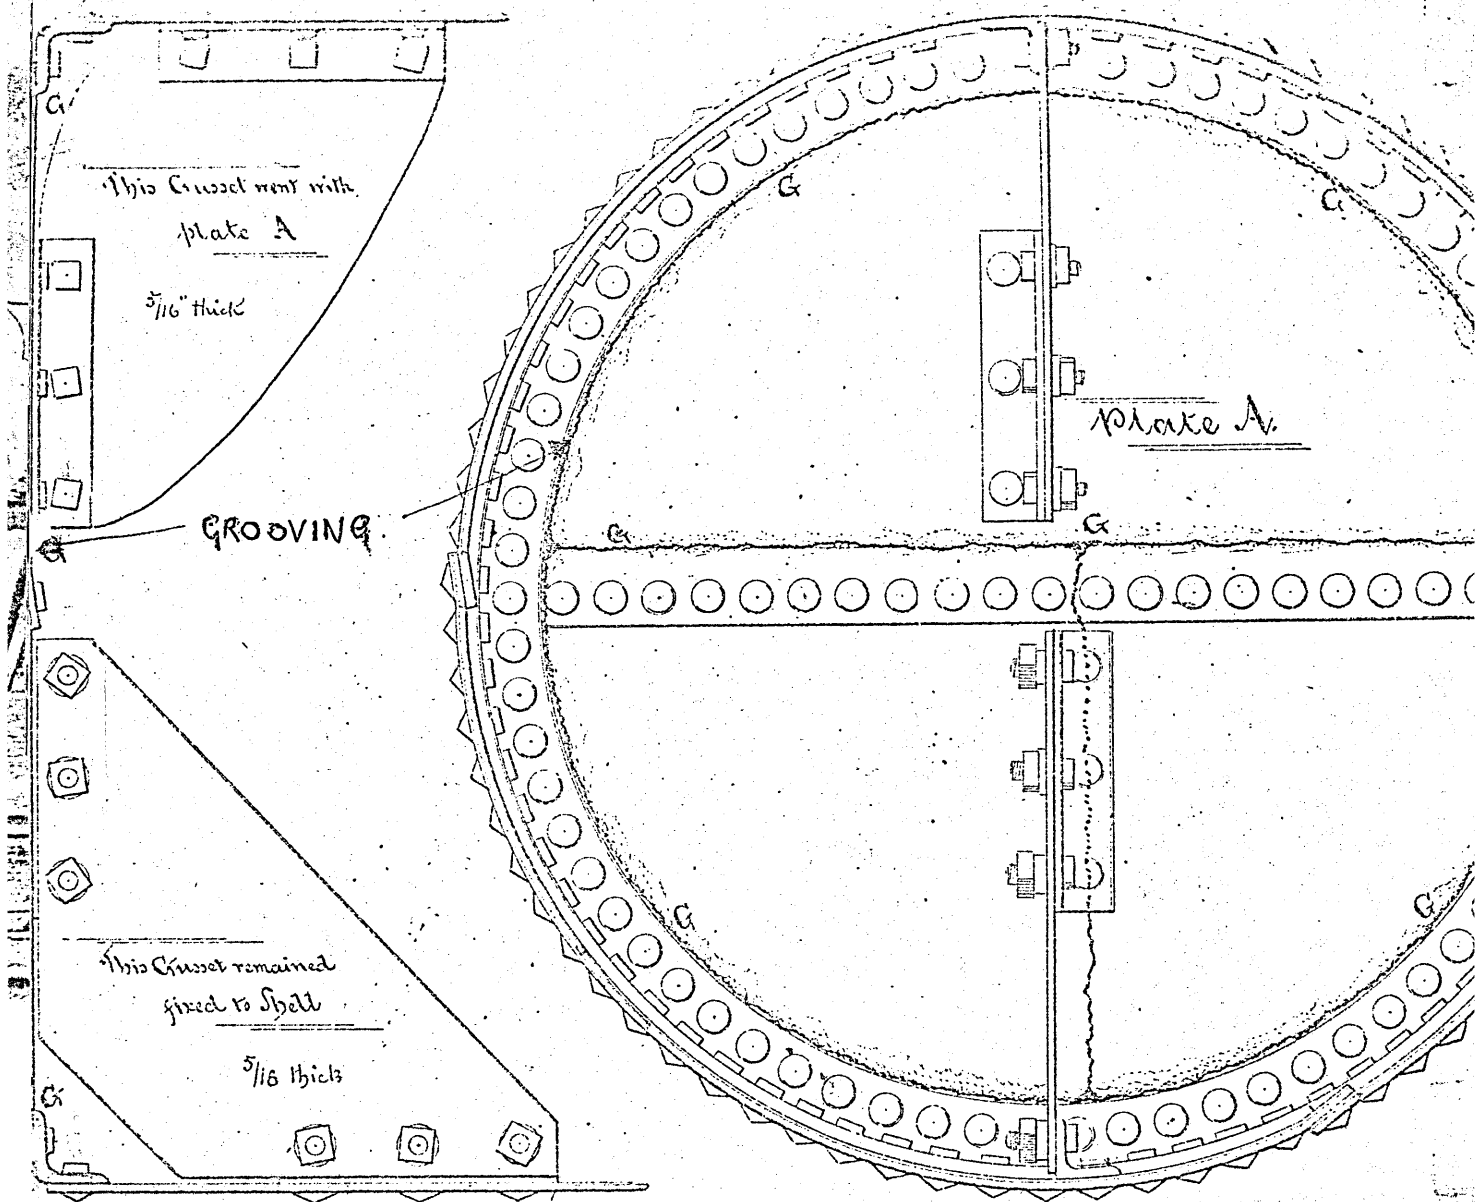 G
This Gusset went with
plate A
5/16" thick
G
G
Plate A.
GROOVING.
G
G
G
This Gusset remained
fixed to Shell
5/16 thick
G
G
G